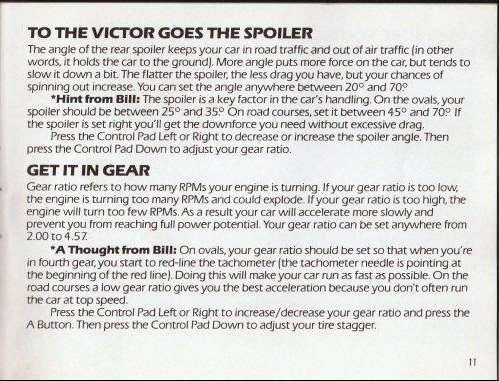 TO THE VICTOR GOES THE SPOILER
The angle of the rear spoiler keeps your car in road traffic and out of air traffic (in other
words, it holds the car to the ground). More angle puts more force on the car, but tends to
slow it down a bit. The flatter the spoiler, the less drag you have, but your chances of
spinning out increase. You can set the angle anywhere between 20° and 70.°
*Hint from Bill: The spoiler is a key factor in the car's handling. On the ovals, your
spoiler should be between 25° and 35.° On road courses, set it between 45° and 70.° If
the spoiler is set right you'll get the downforce you need without excessive drag.
Press the Control Pad Left or Right to decrease or increase the spoiler angle. Then
press the Control Pad Down to adjust your gear ratio.
GET IT IN GEAR
Gear ratio refers to how many RPMs your engine is turning. If your gear ratio is too low,
the engine is turning too many RPMs and could explode. If your gear ratio is too high, the
engine will turn too few RPMs. As a result your car will accelerate more slowly and
prevent you from reaching full power potential. Your gear ratio can be set anywhere from
2.00 to 4.57.
*A Thought from Bill: On ovals, your gear ratio should be set so that when you're
in fourth gear, you start to red-line the tachometer (the tachometer needle is pointing at
the beginning of the red line). Doing this will make your car run as fast as possible. On the
road courses a low gear ratio gives you the best acceleration because you don't often run
the car at top speed.
Press the Control Pad Left or Right to increase/decrease your gear ratio and press the
A Button. Then press the Control Pad Down to adjust your tire stagger.
11